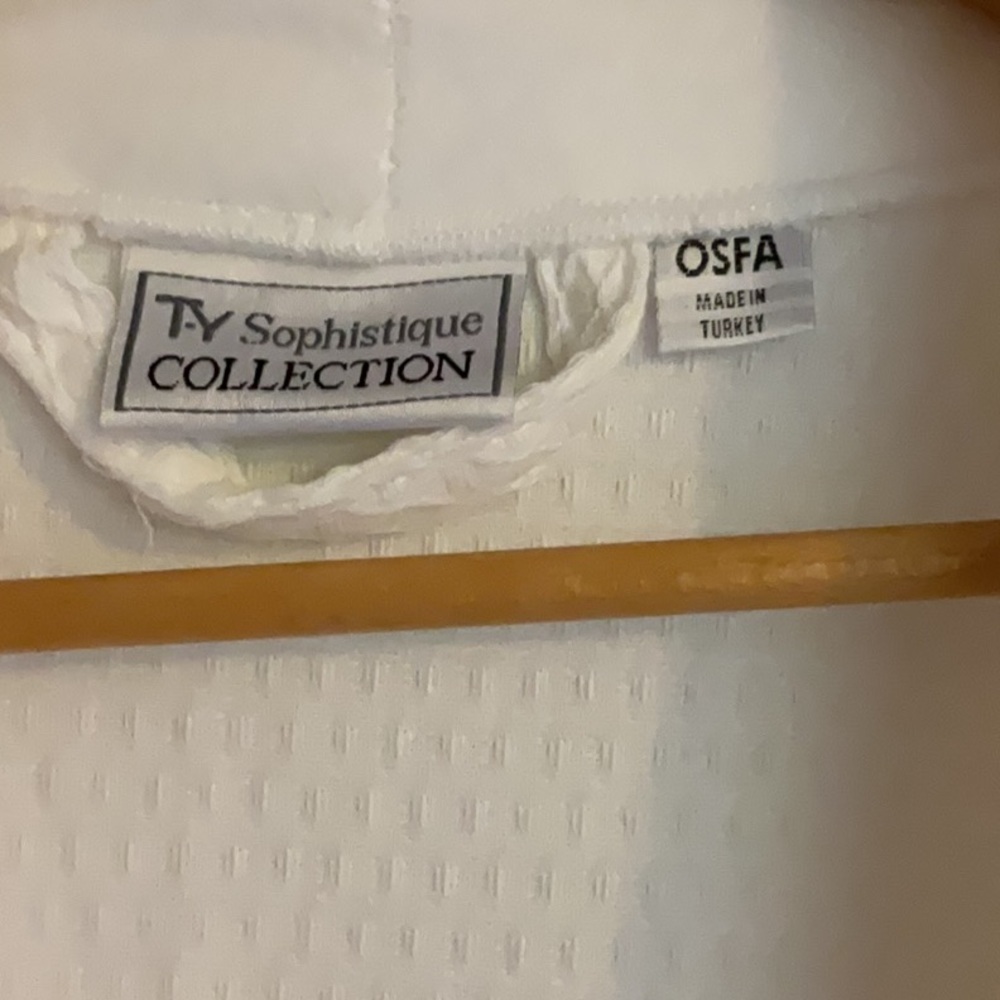 T-Y Sophistique
COLLECTION
OSFA
MADE IN
TURKEY